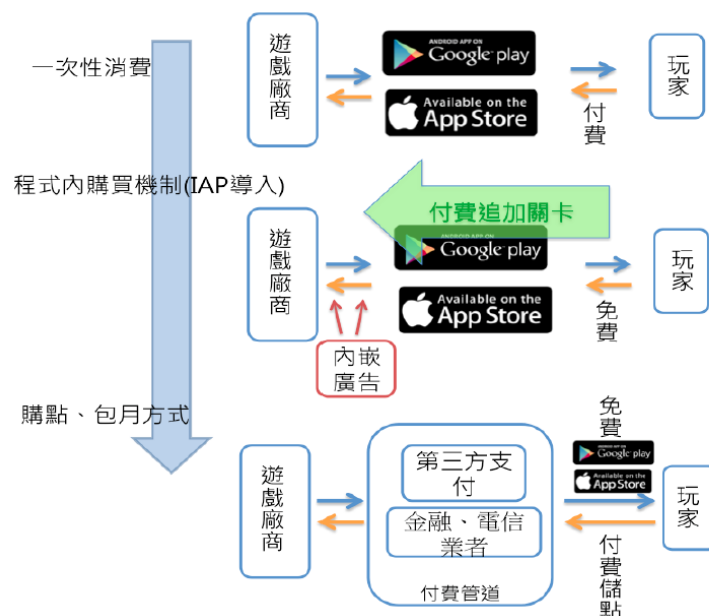 一次性消費
遊戲廠商
ANDROID APP ON
Google play
Available on the
App Store
付費
玩家
程式內購買機制(IAP導入)
付費追加關卡
遊戲廠商
ANDROID APP ON
Google play
Available on the
App Store
免費
玩家
內嵌
廣告
購點、包月方式
遊戲廠商
第三方支
付
金融、電信
業者
付費管道
免費
Google play
Available on the
App Store
付費儲點
玩家